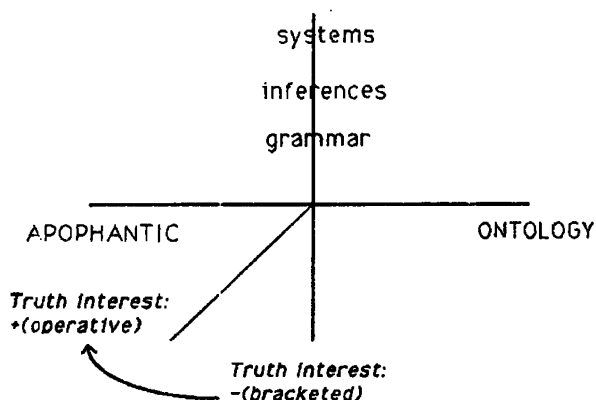 systems
inferences
grammar
APOPHANTIC
ONTOLOGY
Truth interest:
+(operative)
Truth interest:
-(bracketed)